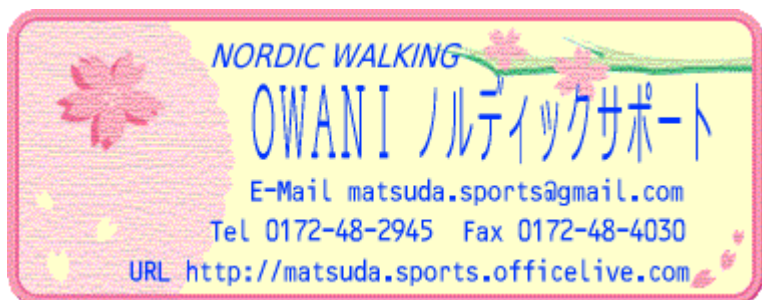 NORDIC WALKING
OWANI ノルディックサポート
E-Mail matsuda.sports@gmail.com
Tel 0172-48-2945 Fax 0172-48-4030
URL http://matsuda.sports.officelive.com